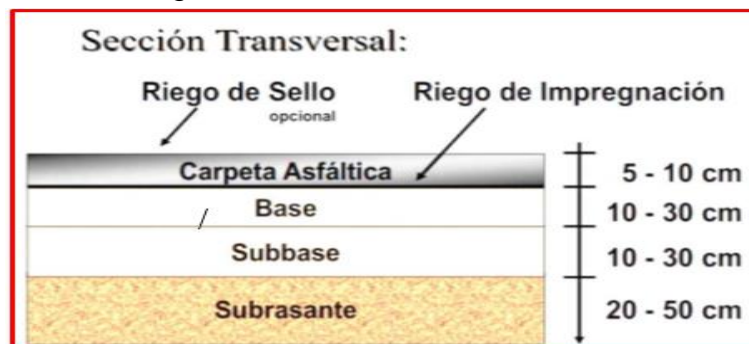 Sección Transversal:
Riego de Sello
opcional
Riego de Impregnación
Carpeta Asfáltica
5 - 10 cm
Base
10 - 30 cm
Subbase
10 - 30 cm
Subrasante
20 - 50 cm